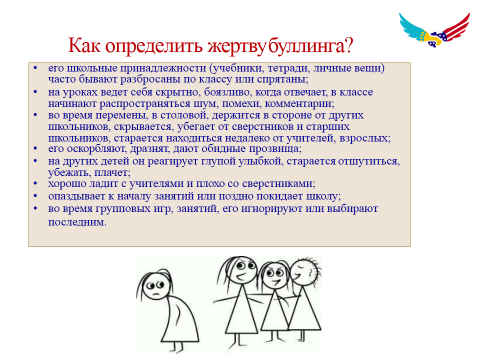 Как определить жертву буллинга?
• его школьные принадлежности (учебники, тетради, личные вещи)
часто бывают разбросаны по классу или спрятаны;
• на уроках ведет себя скрытно, боязливо, когда отвечает, в классе
начинают распространяться шум, помехи, комментарии;
• во время перемены, в столовой, держится в стороне от других
школьников, скрывается, убегает от сверстников и старших
школьников, старается находиться недалеко от учителей, взрослых;
• его оскорбляют, дразнят, дают обидные прозвища;
• на других детей он реагирует глупой улыбкой, старается отшутиться,
убежать, плачет;
• хорошо ладит с учителями и плохо со сверстниками;
• опаздывает к началу занятий или поздно покидает школу;
• во время групповых игр, занятий, его игнорируют или выбирают
последним.